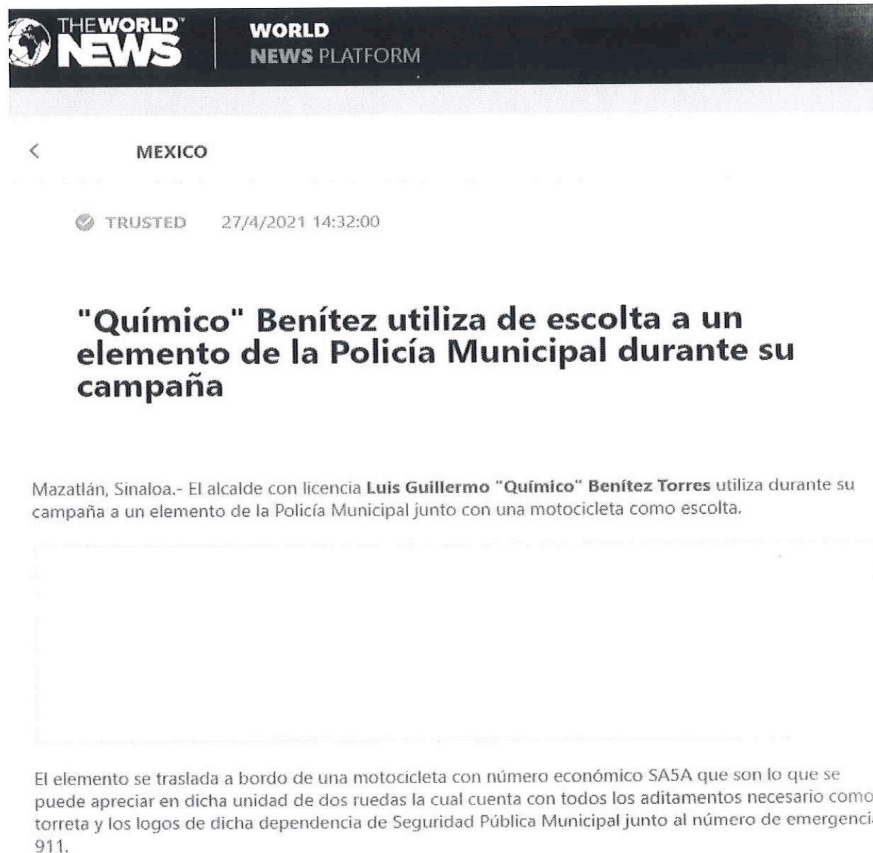 THE WORLD™
NEWS
WORLD
NEWS PLATFORM
< MEXICO
TRUSTED 27/4/2021 14:32:00
"Químico" Benítez utiliza de escolta a un
elemento de la Policía Municipal durante su
campaña
Mazatlán, Sinaloa.- El alcalde con licencia Luis Guillermo "Químico" Benítez Torres utiliza durante su
campaña a un elemento de la Policía Municipal junto con una motocicleta como escolta.
El elemento se traslada a bordo de una motocicleta con número económico SA5A que son lo que se
puede apreciar en dicha unidad de dos ruedas la cual cuenta con todos los aditamentos necesario como
torreta y los logos de dicha dependencia de Seguridad Pública Municipal junto al número de emergencia
911.